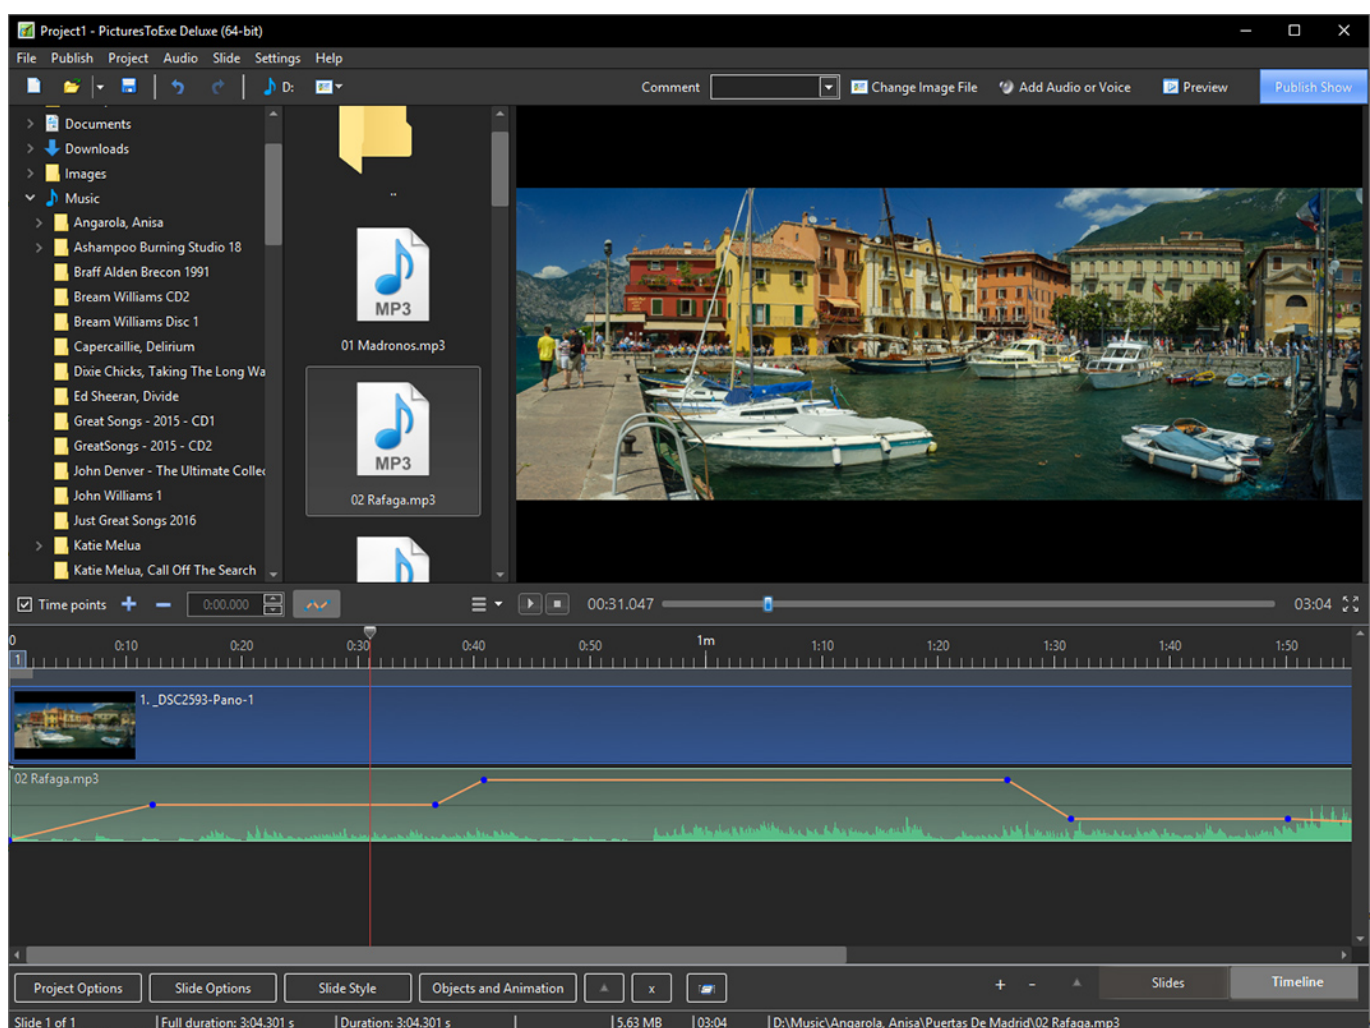 Project1 - PicturesToExe Deluxe (64-bit)
File Publish Project Audio Slide Settings Help
D: Comment Change Image File Add Audio or Voice Preview Publish Show
Documents
Downloads
Images
Music
Angarola, Anisa
Ashampoo Burning Studio 18
Braff Alden Brecon 1991
Bream Williams CD2
Bream Williams Disc 1
Capercaillie, Delirium
Dixie Chicks, Taking The Long Wa
Ed Sheeran, Divide
Great Songs - 2015 - CD1
GreatSongs - 2015 - CD2
John Denver - The Ultimate Collec
John Williams 1
Just Great Songs 2016
Katie Melua
Katie Melua, Call Off The Search
..
MP3
01 Madronos.mp3
MP3
02 Rafaga.mp3
Time points 0:00.000 00:31.047 03:04
0 0:10 0:20 0:30 0:40 0:50 1m 1:10 1:20 1:30 1:40 1:50
1
1. _DSC2593-Pano-1
02 Rafaga.mp3
Project Options Slide Options Slide Style Objects and Animation x + - Slides Timeline
Slide 1 of 1 Full duration: 3:04.301 s Duration: 3:04.301 s 5.63 MB 03:04 D:\Music\Angarola, Anisa\Puertas De Madrid\02 Rafaga.mp3